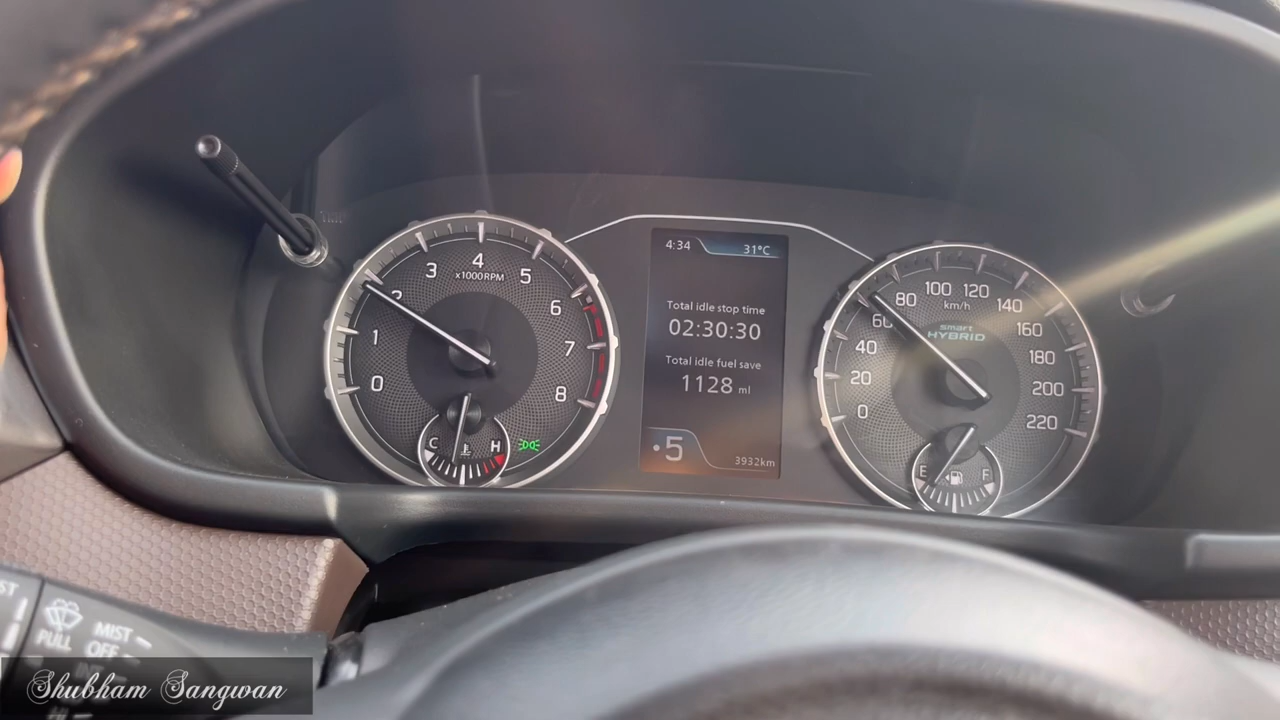 4:34 31°C
Total idle stop time
02:30:30
Total idle fuel save
1128 ml
•5
3932km
0
1
2
3
4
5
6
7
8
x1000RPM
C H
0
20
40
60
80
100
120
140
160
180
200
220
km/h
smart
HYBRID
E F
PULL
MIST
OFF
INT
Shubham Sangwan